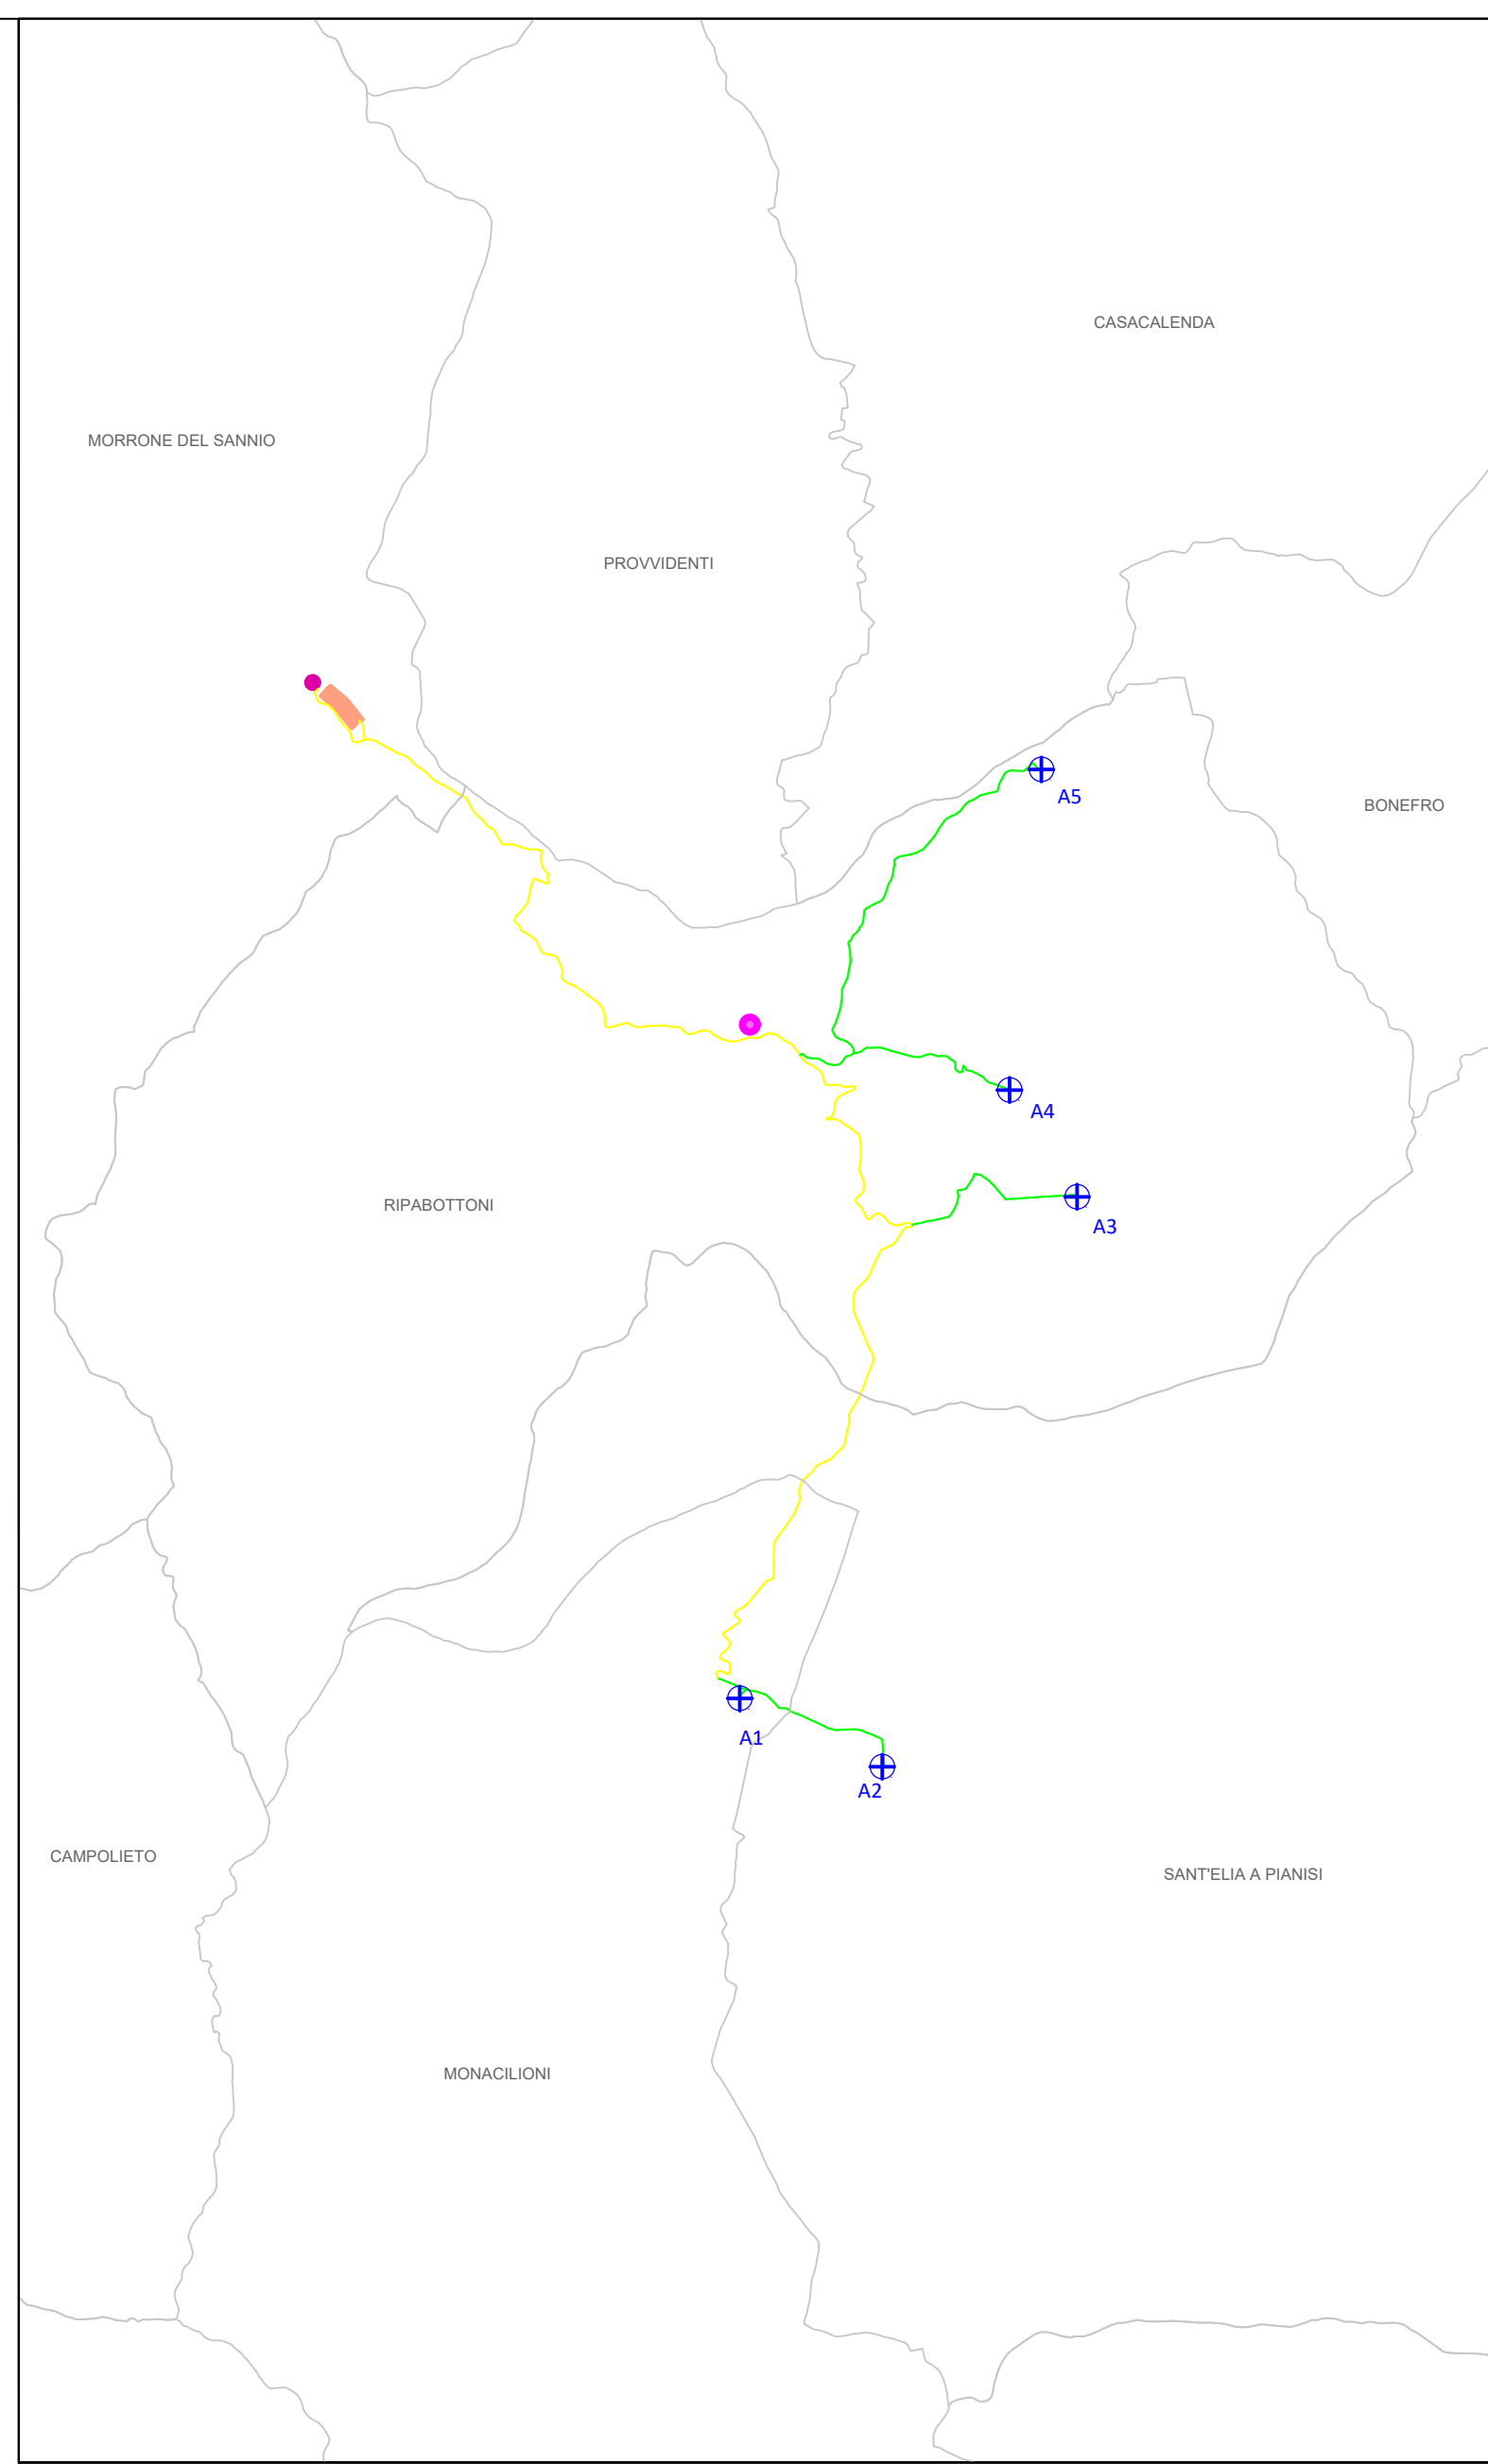 CASACALENDA
MORRONE DEL SANNIO
PROVVIDENTI
A5
BONEFRO
A4
RIPABOTTONI
A3
A1
A2
CAMPOLIETO
SANT'ELIA A PIANISI
MONACILIONI